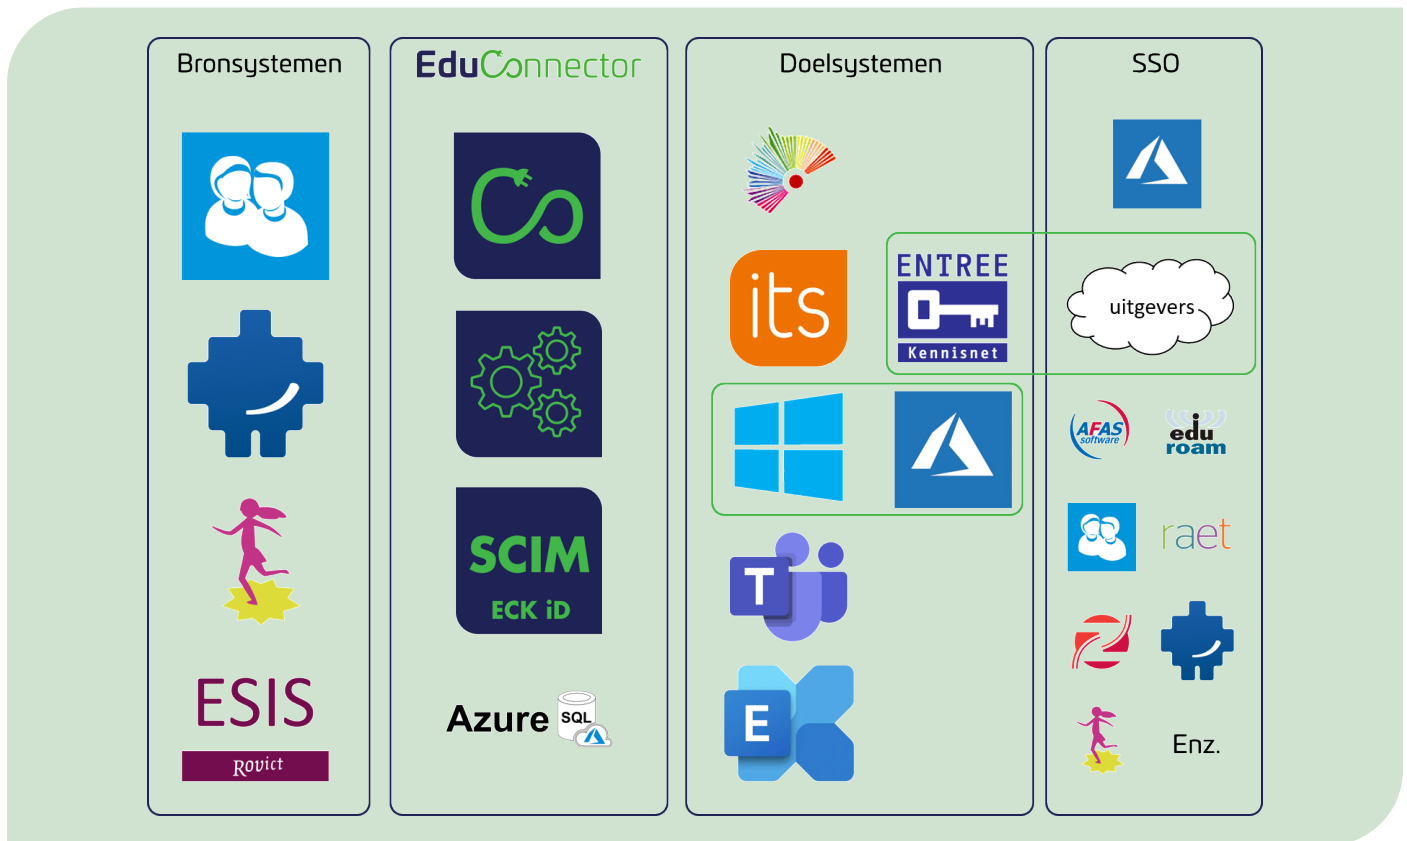 Bronsystemen
EduConnector
Doelsystemen
SSO
SCIM
ECK iD
ESIS
Rovict
Azure
SQL
its
ENTREE
Kennisnet
T
E
uitgevers
AFAS
software
edu
roam
raet
Enz.